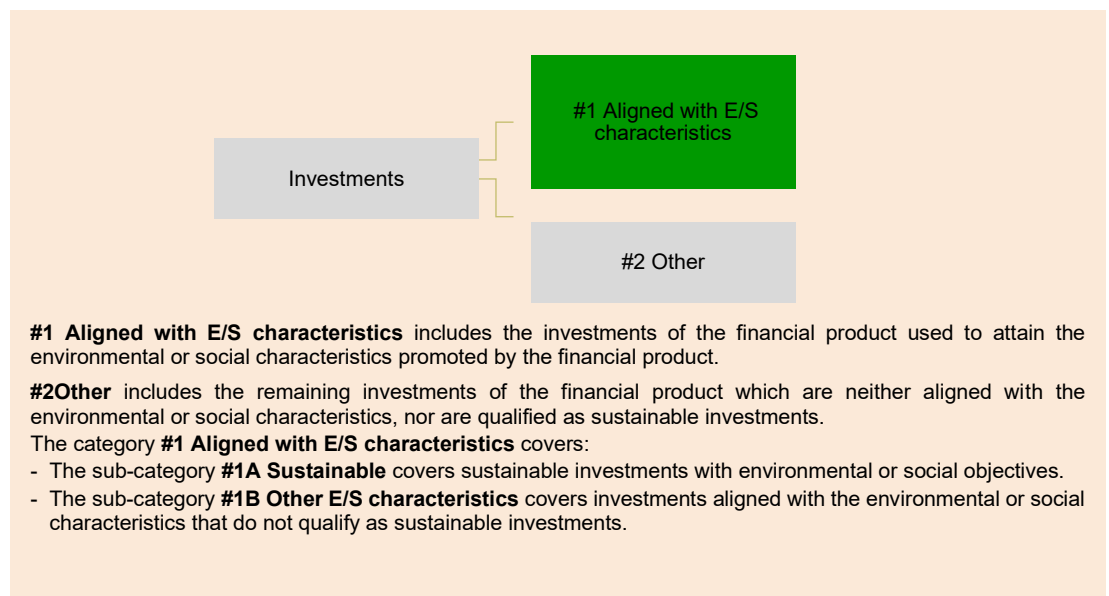 #1 Aligned with E/S
characteristics
Investments
#2 Other
#1 Aligned with E/S characteristics includes the investments of the financial product used to attain the
environmental or social characteristics promoted by the financial product.
#2Other includes the remaining investments of the financial product which are neither aligned with the
environmental or social characteristics, nor are qualified as sustainable investments.
The category #1 Aligned with E/S characteristics covers:
- The sub-category #1A Sustainable covers sustainable investments with environmental or social objectives.
- The sub-category #1B Other E/S characteristics covers investments aligned with the environmental or social
characteristics that do not qualify as sustainable investments.